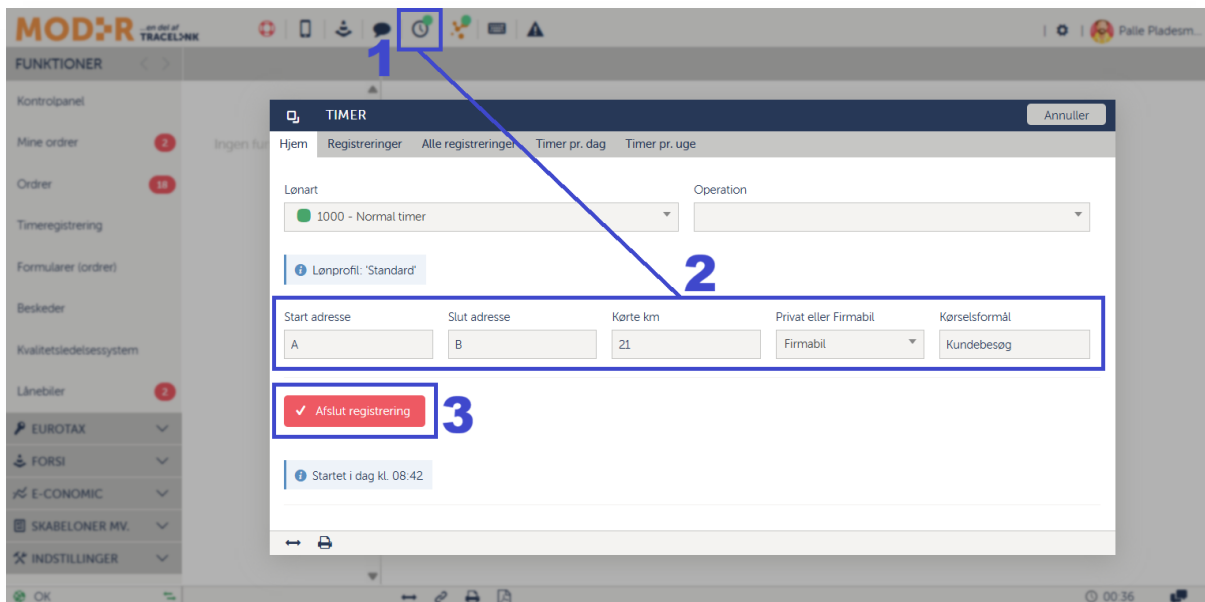 MODER en del af TRACELINK
Palle Pladesm...
1
FUNKTIONER
Kontrolpanel
Mine ordrer 2
Ordrer 18
Timeregistrering
Formularer (ordrer)
Beskeder
Kvalitetsledelsessystem
Lånebiler 2
EUROTAX
FORSI
E-CONOMIC
SKABELONER MV.
INDSTILLINGER
OK
Ingen fun
TIMER
Annuller
Hjem Registreringer Alle registreringer Timer pr. dag Timer pr. uge
Lønart Operation
1000 - Normal timer
Lønprofil: 'Standard'
2
Start adresse Slut adresse Kørte km Privat eller Firmabil Kørselsformål
A B 21 Firmabil Kundebesøg
Afslut registrering
3
Startet i dag kl. 08:42
00:36